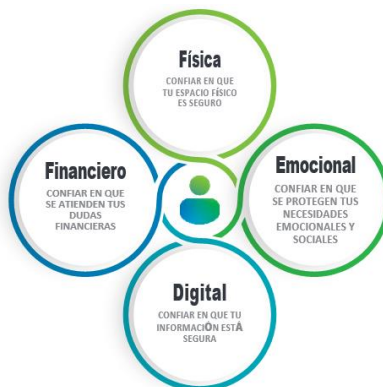 Física
CONFIAR EN QUE
TU ESPACIO FÍSICO
ES SEGURO
Financiero
CONFIAR EN QUE
SE ATIENDEN TUS
DUDAS
FINANCIERAS
Emocional
CONFIAR EN QUE
SE PROTEGEN TUS
NECESIDADES
EMOCIONALES Y
SOCIALES
Digital
CONFIAR EN QUE TU
INFORMACIÓN ESTÁ
SEGURA